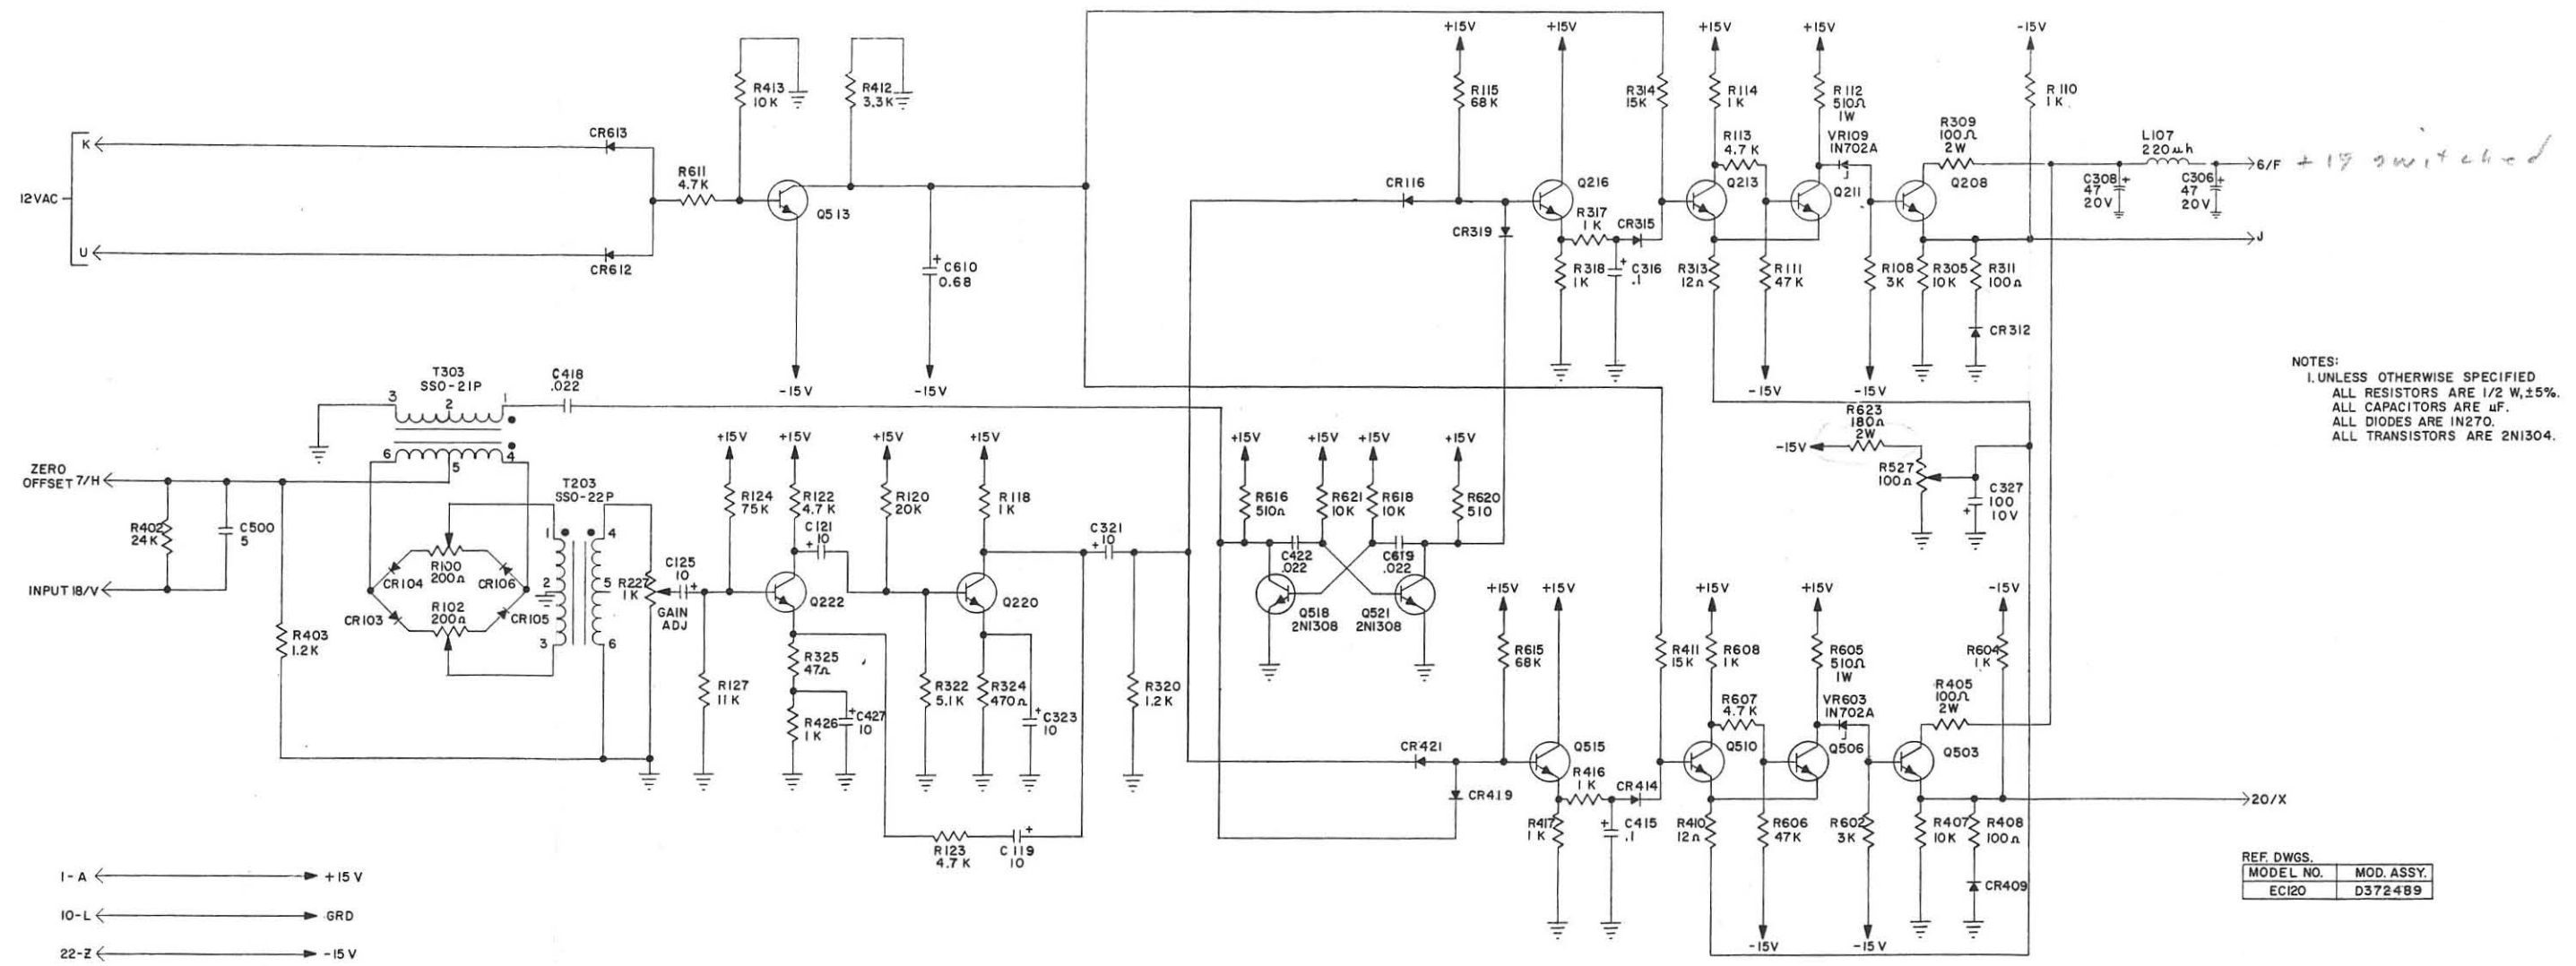 +15V
+15V
+15V
+15V
-15V
R413
10K
R412
3.3K
R115
68K
R314
15K
R114
1K
R112
510Ω
1W
R110
1K
12VAC
K
CR613
R611
4.7K
Q513
U
CR612
C610
0.68
-15V
-15V
CR116
Q216
CR319
R317
1K
CR315
R318
1K
C316
.1
R113
4.7K
Q213
VR109
1N702A
Q211
R309
100Ω
2W
Q208
L107
220µh
C308
47
20V
C306
47
20V
6/F
switched
J
R313
12Ω
R111
47K
R108
3K
R305
10K
R311
100Ω
CR312
-15V
-15V
NOTES:
1. UNLESS OTHERWISE SPECIFIED
ALL RESISTORS ARE 1/2 W, ±5%.
ALL CAPACITORS ARE µF.
ALL DIODES ARE 1N270.
ALL TRANSISTORS ARE 2N1304.
T303
SSO-21P
3
2
1
C418
.022
6
5
4
ZERO
OFFSET 7/H
R402
24K
C500
5
INPUT 18/V
R403
1.2K
T203
SSO-22P
1
2
3
4
5
6
CR104
R100
200Ω
CR106
CR103
R102
200Ω
CR105
R227
1K
GAIN
ADJ
C125
10
+15V
+15V
+15V
+15V
R124
75K
R122
4.7K
C121
10
R120
20K
R118
1K
C321
10
Q222
Q220
R127
11K
R325
47Ω
R426
1K
C427
10
R322
5.1K
R324
470Ω
C323
10
R320
1.2K
R123
4.7K
C119
10
+15V
+15V
+15V
+15V
R616
510Ω
R621
10K
R618
10K
R620
510
C422
.022
C619
.022
Q518
2N1308
Q521
2N1308
R623
180Ω
2W
-15V
R527
100Ω
C327
100
10V
+15V
+15V
+15V
+15V
-15V
R615
68K
R411
15K
R608
1K
R605
510Ω
1W
R604
1K
CR421
Q515
CR419
R416
1K
CR414
R417
1K
C415
.1
R607
4.7K
Q510
VR603
1N702A
Q506
R405
100Ω
2W
Q503
20/X
R410
12Ω
R606
47K
R602
3K
R407
10K
R408
100Ω
CR409
-15V
-15V
1-A
+15V
10-L
GRD
22-Z
-15V
REF. DWGS.
MODEL NO. MOD. ASSY.
EC120 D372489